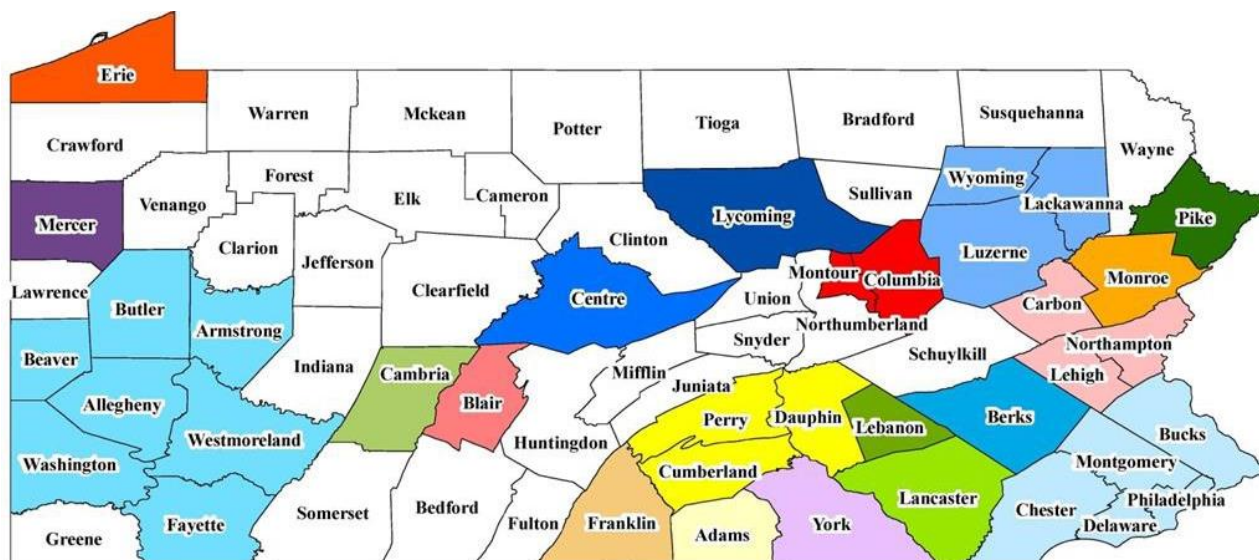 Erie
Warren
Mckean
Potter
Tioga
Bradford
Susquehanna
Wayne
Crawford
Forest
Elk
Cameron
Sullivan
Wyoming
Lackawanna
Mercer
Venango
Lycoming
Pike
Clarion
Jefferson
Clinton
Luzerne
Lawrence
Clearfield
Centre
Union
Montour
Columbia
Monroe
Butler
Armstrong
Northumberland
Carbon
Beaver
Indiana
Cambria
Snyder
Schuylkill
Northampton
Allegheny
Blair
Mifflin
Juniata
Lehigh
Westmoreland
Huntingdon
Perry
Dauphin
Lebanon
Berks
Bucks
Washington
Cumberland
Montgomery
Lancaster
Philadelphia
Greene
Fayette
Somerset
Bedford
Fulton
Franklin
Adams
York
Chester
Delaware